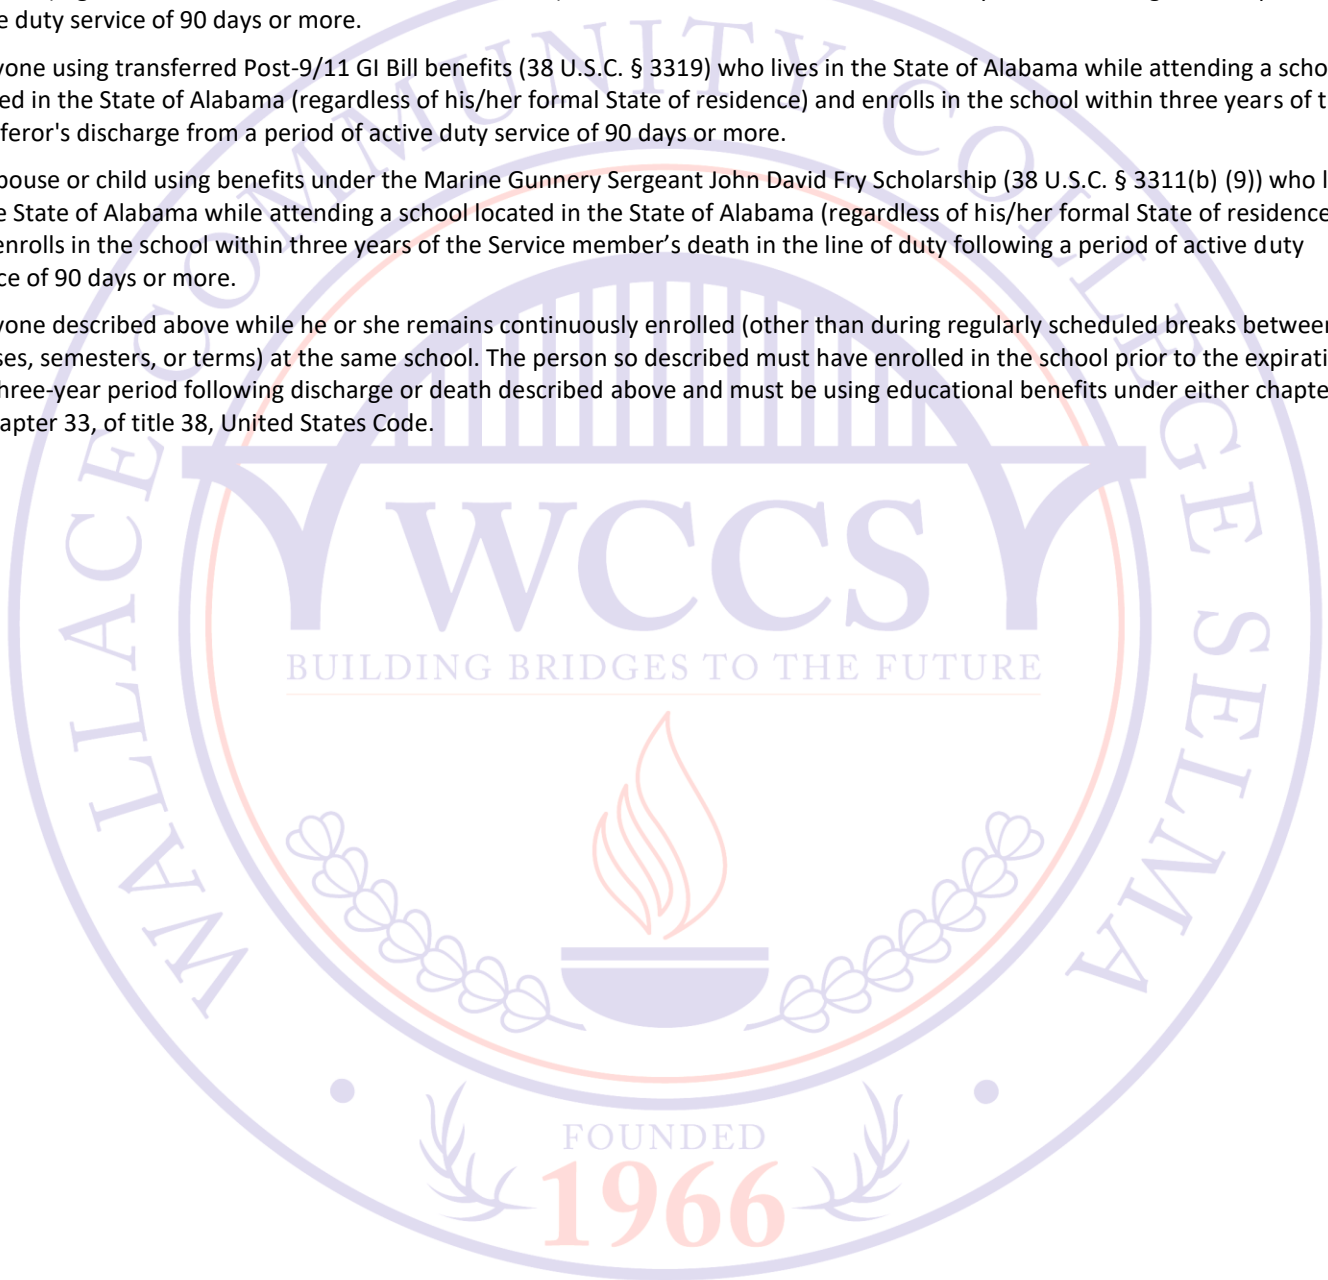 e duty service of 90 days or more.
yone using transferred Post-9/11 GI Bill benefits (38 U.S.C. § 3319) who lives in the State of Alabama while attending a scho
ed in the State of Alabama (regardless of his/her formal State of residence) and enrolls in the school within three years of t
feror's discharge from a period of active duty service of 90 days or more.
pouse or child using benefits under the Marine Gunnery Sergeant John David Fry Scholarship (38 U.S.C. § 3311(b) (9)) who l
e State of Alabama while attending a school located in the State of Alabama (regardless of his/her formal State of residence
enrolls in the school within three years of the Service member’s death in the line of duty following a period of active duty
ce of 90 days or more.
yone described above while he or she remains continuously enrolled (other than during regularly scheduled breaks between
ses, semesters, or terms) at the same school. The person so described must have enrolled in the school prior to the expirati
hree-year period following discharge or death described above and must be using educational benefits under either chapte
apter 33, of title 38, United States Code.
WALLACE COMMUNITY COLLEGE SELMA
WCCS
BUILDING BRIDGES TO THE FUTURE
FOUNDED
1966